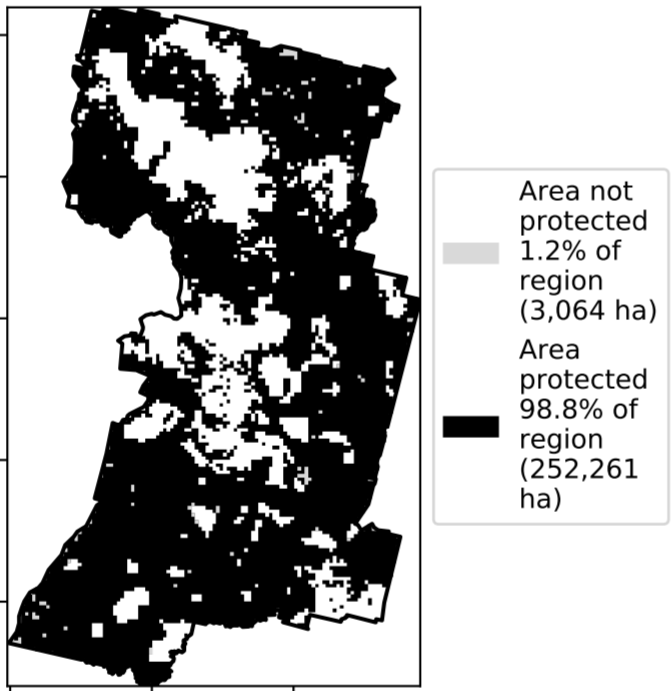 Area not
protected
1.2% of
region
(3,064 ha)
Area
protected
98.8% of
region
(252,261
ha)